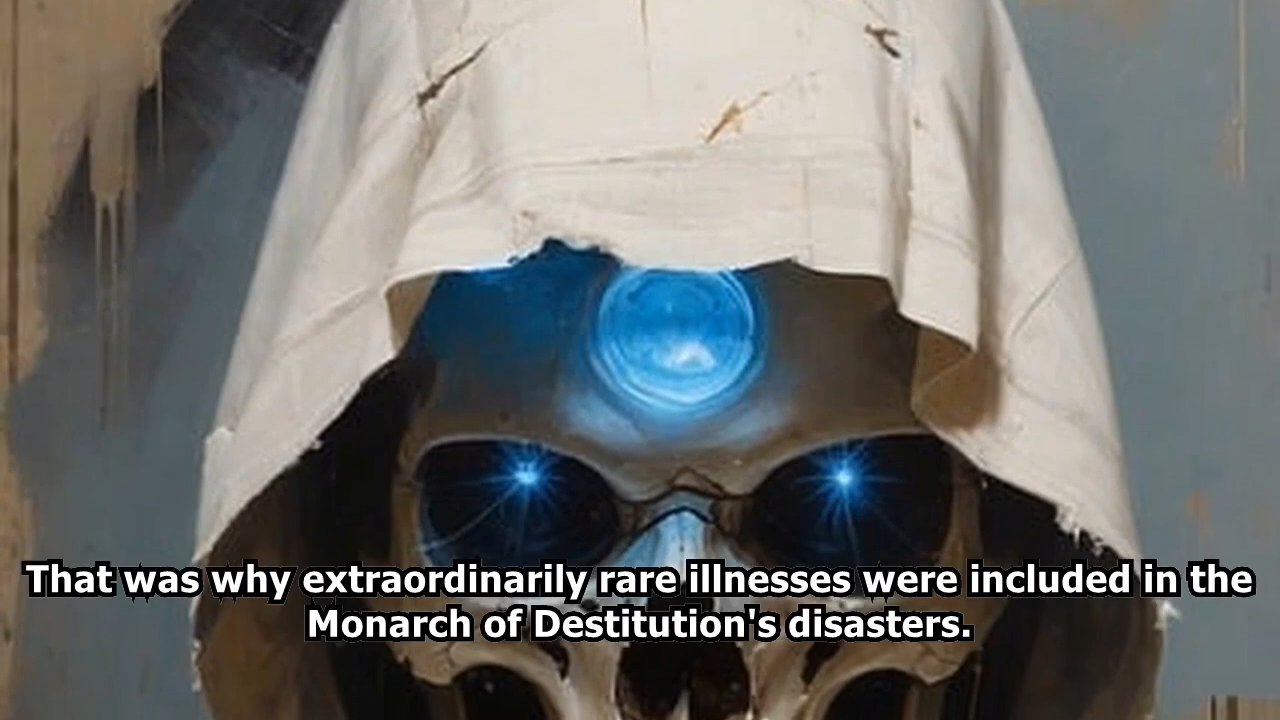 That was why extraordinarily rare illnesses were included in the
Monarch of Destitution's disasters.